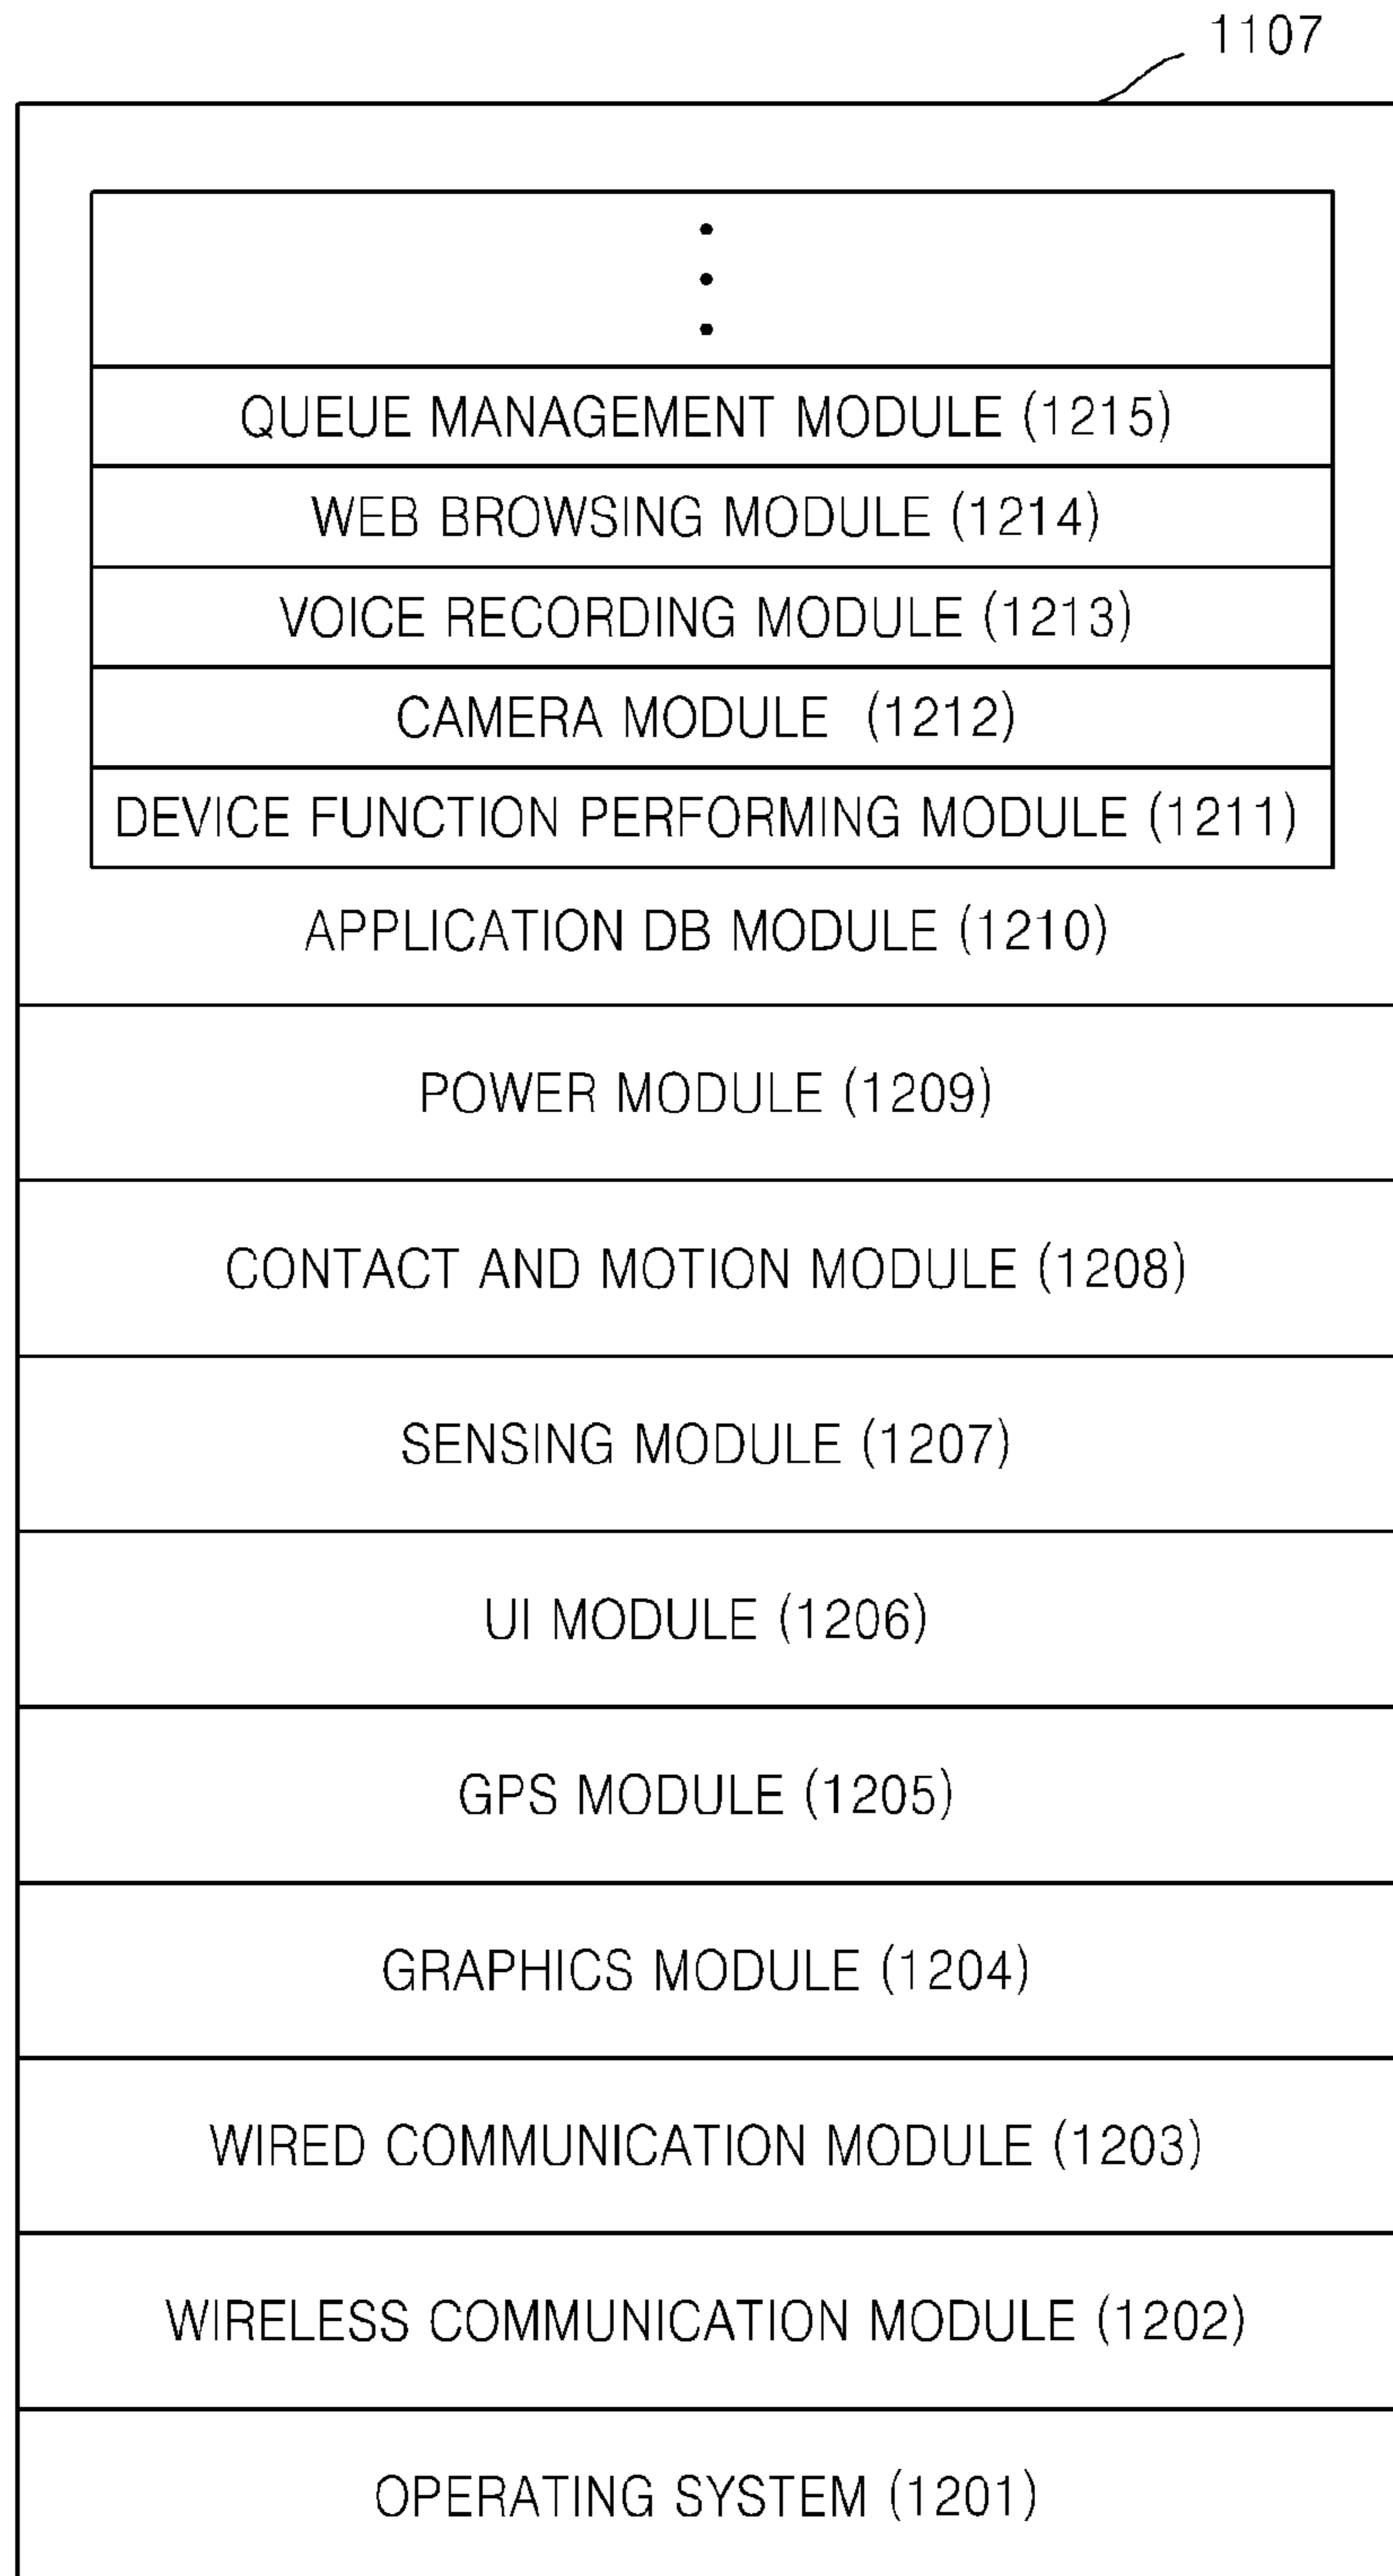 1107
QUEUE MANAGEMENT MODULE (1215)
WEB BROWSING MODULE (1214)
VOICE RECORDING MODULE (1213)
CAMERA MODULE (1212)
DEVICE FUNCTION PERFORMING MODULE (1211)
APPLICATION DB MODULE (1210)
POWER MODULE (1209)
CONTACT AND MOTION MODULE (1208)
SENSING MODULE (1207)
UI MODULE (1206)
GPS MODULE (1205)
GRAPHICS MODULE (1204)
WIRED COMMUNICATION MODULE (1203)
WIRELESS COMMUNICATION MODULE (1202)
OPERATING SYSTEM (1201)